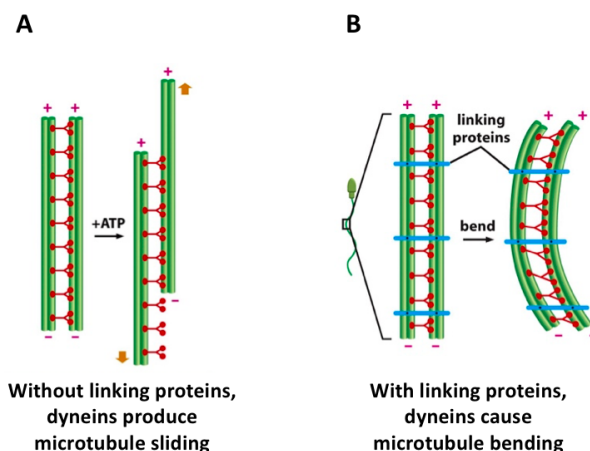 A
B
+ +
+
+
+ +
+ +
linking
proteins
+ATP
bend
− −
−
−
− −
−
Without linking proteins,
dyneins produce
microtubule sliding
With linking proteins,
dyneins cause
microtubule bending